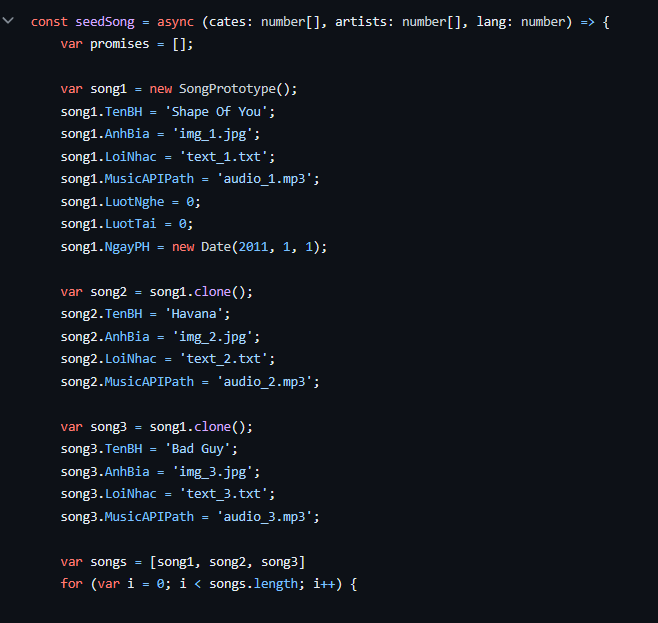 const seedSong = async (cates: number[], artists: number[], lang: number) => {
var promises = [];
var song1 = new SongPrototype();
song1.TenBH = 'Shape Of You';
song1.AnhBia = 'img_1.jpg';
song1.LoiNhac = 'text_1.txt';
song1.MusicAPIPath = 'audio_1.mp3';
song1.LuotNghe = 0;
song1.LuotTai = 0;
song1.NgayPH = new Date(2011, 1, 1);
var song2 = song1.clone();
song2.TenBH = 'Havana';
song2.AnhBia = 'img_2.jpg';
song2.LoiNhac = 'text_2.txt';
song2.MusicAPIPath = 'audio_2.mp3';
var song3 = song1.clone();
song3.TenBH = 'Bad Guy';
song3.AnhBia = 'img_3.jpg';
song3.LoiNhac = 'text_3.txt';
song3.MusicAPIPath = 'audio_3.mp3';
var songs = [song1, song2, song3]
for (var i = 0; i < songs.length; i++) {